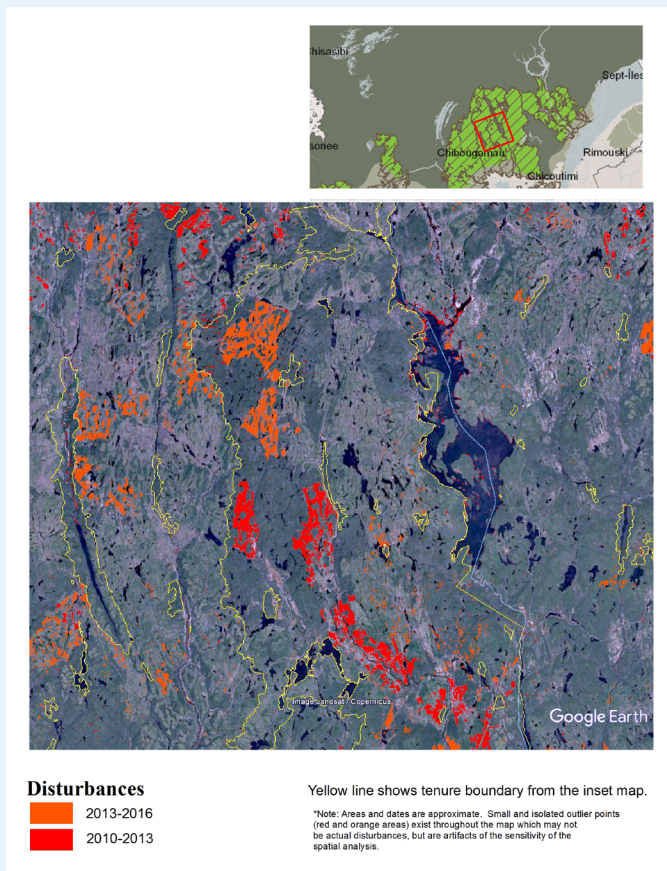 Chisasibi
Sept-Îles
sonee
Chibougamau
Rimouski
Chicoutimi
Image Landsat / Copernicus
Google Earth
Disturbances
2013-2016
2010-2013
Yellow line shows tenure boundary from the inset map.
*Note: Areas and dates are approximate. Small and isolated outlier points
(red and orange areas) exist throughout the map which may not
be actual disturbances, but are artifacts of the sensitivity of the
spatial analysis.